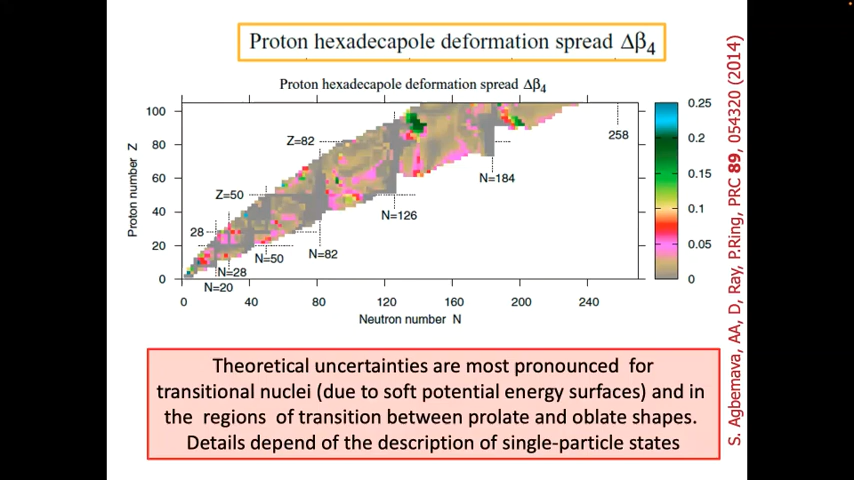 Proton hexadecapole deformation spread Δβ4
Proton hexadecapole deformation spread Δβ4
Proton number Z
100
80
60
40
20
0
Z=82
Z=50
28
N=20
N=28
N=50
N=82
N=126
N=184
258
0
40
80
120
160
200
240
Neutron number N
0.25
0.2
0.15
0.1
0.05
0
S. Agbemava, AA, D, Ray, P.Ring, PRC 89, 054320 (2014)
Theoretical uncertainties are most pronounced for
transitional nuclei (due to soft potential energy surfaces) and in
the regions of transition between prolate and oblate shapes.
Details depend of the description of single-particle states